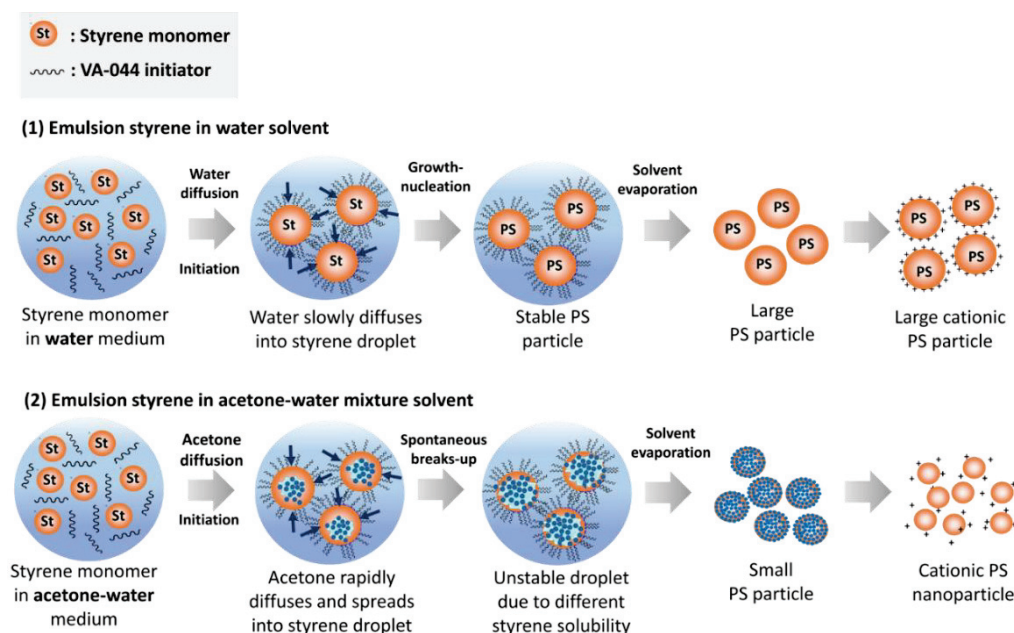 St : Styrene monomer
: VA-044 initiator
(1) Emulsion styrene in water solvent
St St St St St St St
Water
diffusion
Initiation
St St St
Growth-
nucleation
PS PS PS
Solvent
evaporation
PS PS PS PS
PS PS PS PS
Styrene monomer
in water medium
Water slowly diffuses
into styrene droplet
Stable PS
particle
Large
PS particle
Large cationic
PS particle
(2) Emulsion styrene in acetone-water mixture solvent
St St St St St St St
Acetone
diffusion
Initiation
Spontaneous
breaks-up
Solvent
evaporation
Styrene monomer
in acetone-water
medium
Acetone rapidly
diffuses and spreads
into styrene droplet
Unstable droplet
due to different
styrene solubility
Small
PS particle
Cationic PS
nanoparticle